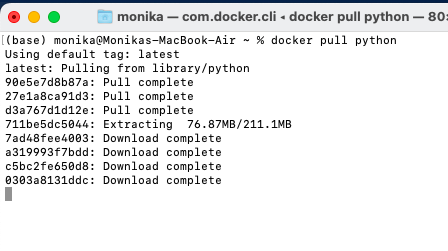 monika — com.docker.cli ◂ docker pull python — 80
(base) monika@Monikas-MacBook-Air ~ % docker pull python
Using default tag: latest
latest: Pulling from library/python
90e5e7d8b87a: Pull complete
27e1a8ca91d3: Pull complete
d3a767d1d12e: Pull complete
711be5dc5044: Extracting  76.87MB/211.1MB
7ad48fee4003: Download complete
a319993f7bdd: Download complete
c5bc2fe650d8: Download complete
0303a8131ddc: Download complete